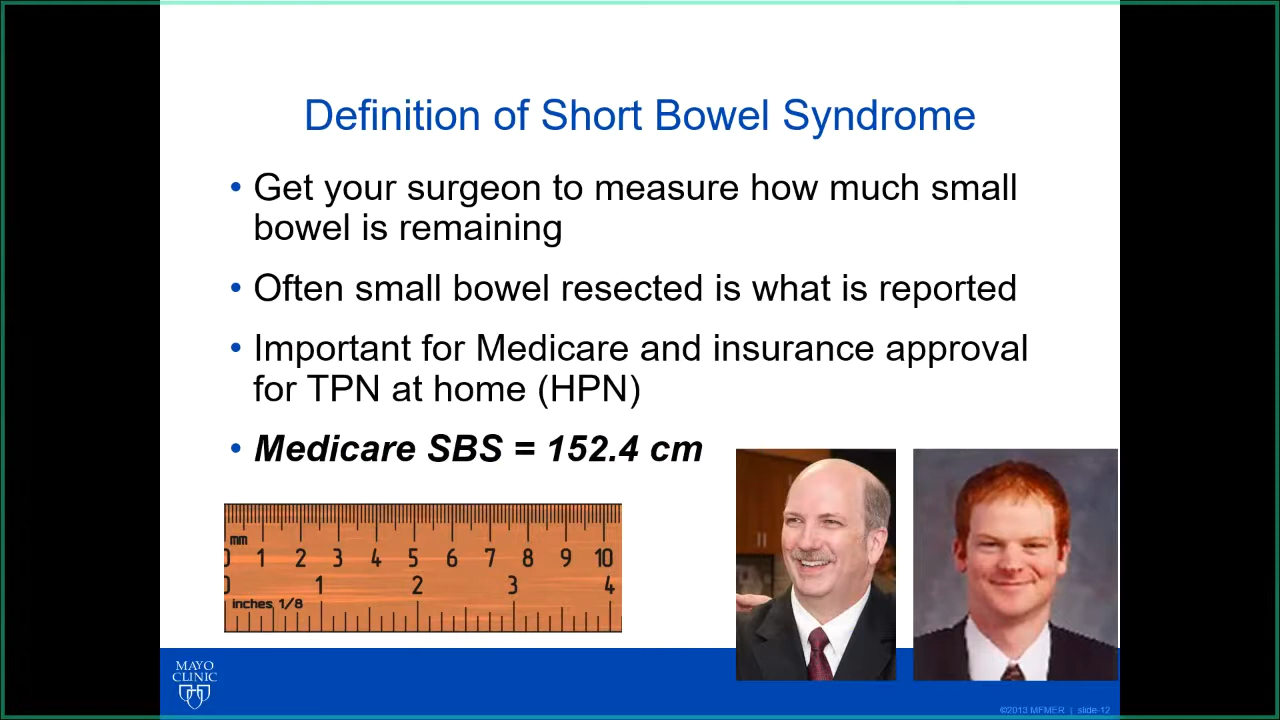 Definition of Short Bowel Syndrome
• Get your surgeon to measure how much small
bowel is remaining
• Often small bowel resected is what is reported
• Important for Medicare and insurance approval
for TPN at home (HPN)
• Medicare SBS = 152.4 cm
mm
0 1 2 3 4 5 6 7 8 9 10
0 1 2 3 4
inches 1/8
MAYO
CLINIC
©2013 MFMER | slide-12